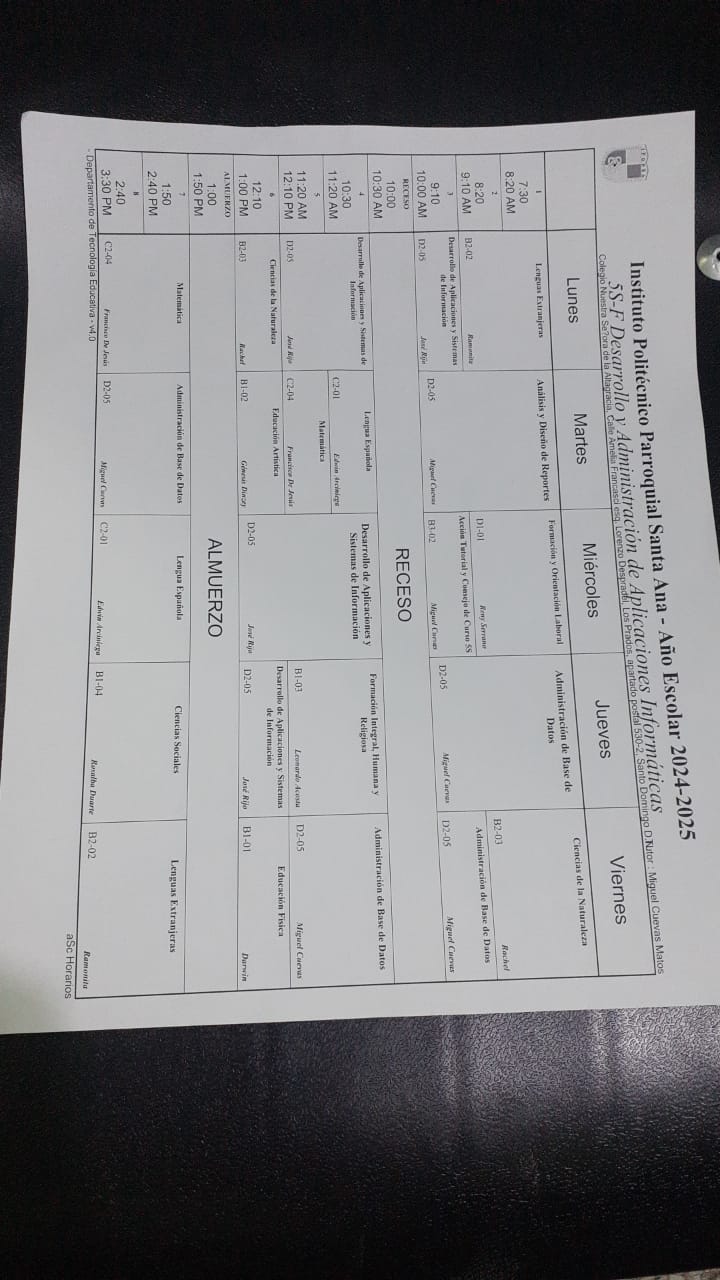 Instituto Politécnico Parroquial Santa Ana - Año Escolar 2024-2025
5S-F Desarrollo y Administración de Aplicaciones Informáticas
Colegio Nuestra Se?ora de la Altagracia, Calle Amelio Francasci esq. Lorenzo Despradel, Los Prados, apartado postal 530-2, Santo Domingo Tutor : Miguel Cuevas Matos
Lunes Martes Miércoles Jueves Viernes
1
7:30
8:20 AM
Lenguas Extranjeras
B2-02 Ramonita
Análisis y Diseño de Reportes
D2-05 Miguel Cuevas
Formación y Orientación Laboral
D1-01 Reny Serrano
Administración de Base de
Datos
D2-05 Miguel Cuevas
Ciencias de la Naturaleza
B2-03 Rachel
2
8:20
9:10 AM
3
9:10
10:00 AM
Desarrollo de Aplicaciones y Sistemas
de Información
D2-05 José Rijo
Acción Tutorial y Consejo de Curso 5S
B3-02 Miguel Cuevas
Administración de Base de Datos
D2-05 Miguel Cuevas
RECESO
10:00
10:30 AM
RECESO
4
10:30
11:20 AM
Desarrollo de Aplicaciones y Sistemas de
Información
D2-05 José Rijo
Lengua Española
C2-01 Edwin Arciniega
Desarrollo de Aplicaciones y
Sistemas de Información
D2-05 José Rijo
Formación Integral, Humana y
Religiosa
B1-03 Leonardo Acosta
Administración de Base de Datos
D2-05 Miguel Cuevas
5
11:20 AM
12:10 PM
Matemática
C2-04 Francisco De Jesús
6
12:10
1:00 PM
Ciencias de la Naturaleza
B2-03 Rachel
Educación Artística
B1-02 Génesis
Desarrollo de Aplicaciones y Sistemas
de Información
D2-05 José Rijo
Educación Física
B1-01 Darwin
ALMUERZO
1:00
1:50 PM
ALMUERZO
7
1:50
2:40 PM
Matemática
C2-04 Francisco De Jesús
Administración de Base de Datos
D2-05 Miguel Cuevas
Lengua Española
C2-01 Edwin Arciniega
Ciencias Sociales
B1-04 Rosalba Duarte
Lenguas Extranjeras
B2-02 Ramonita
8
2:40
3:30 PM
- Departamento de Tecnología Educativa - v4.0
aSc Horarios